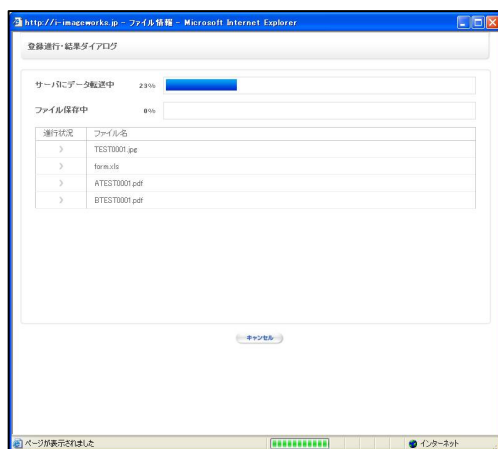 http://i-imageworks.jp - ファイル情報 - Microsoft Internet Explorer
登録進行・結果ダイアログ
サーバにデータ転送中 23%
ファイル保存中 0%
進行状況 ファイル名
TEST0001.jpg
form.xls
ATEST0001.pdf
BTEST0001.pdf
キャンセル
ページが表示されました インターネット